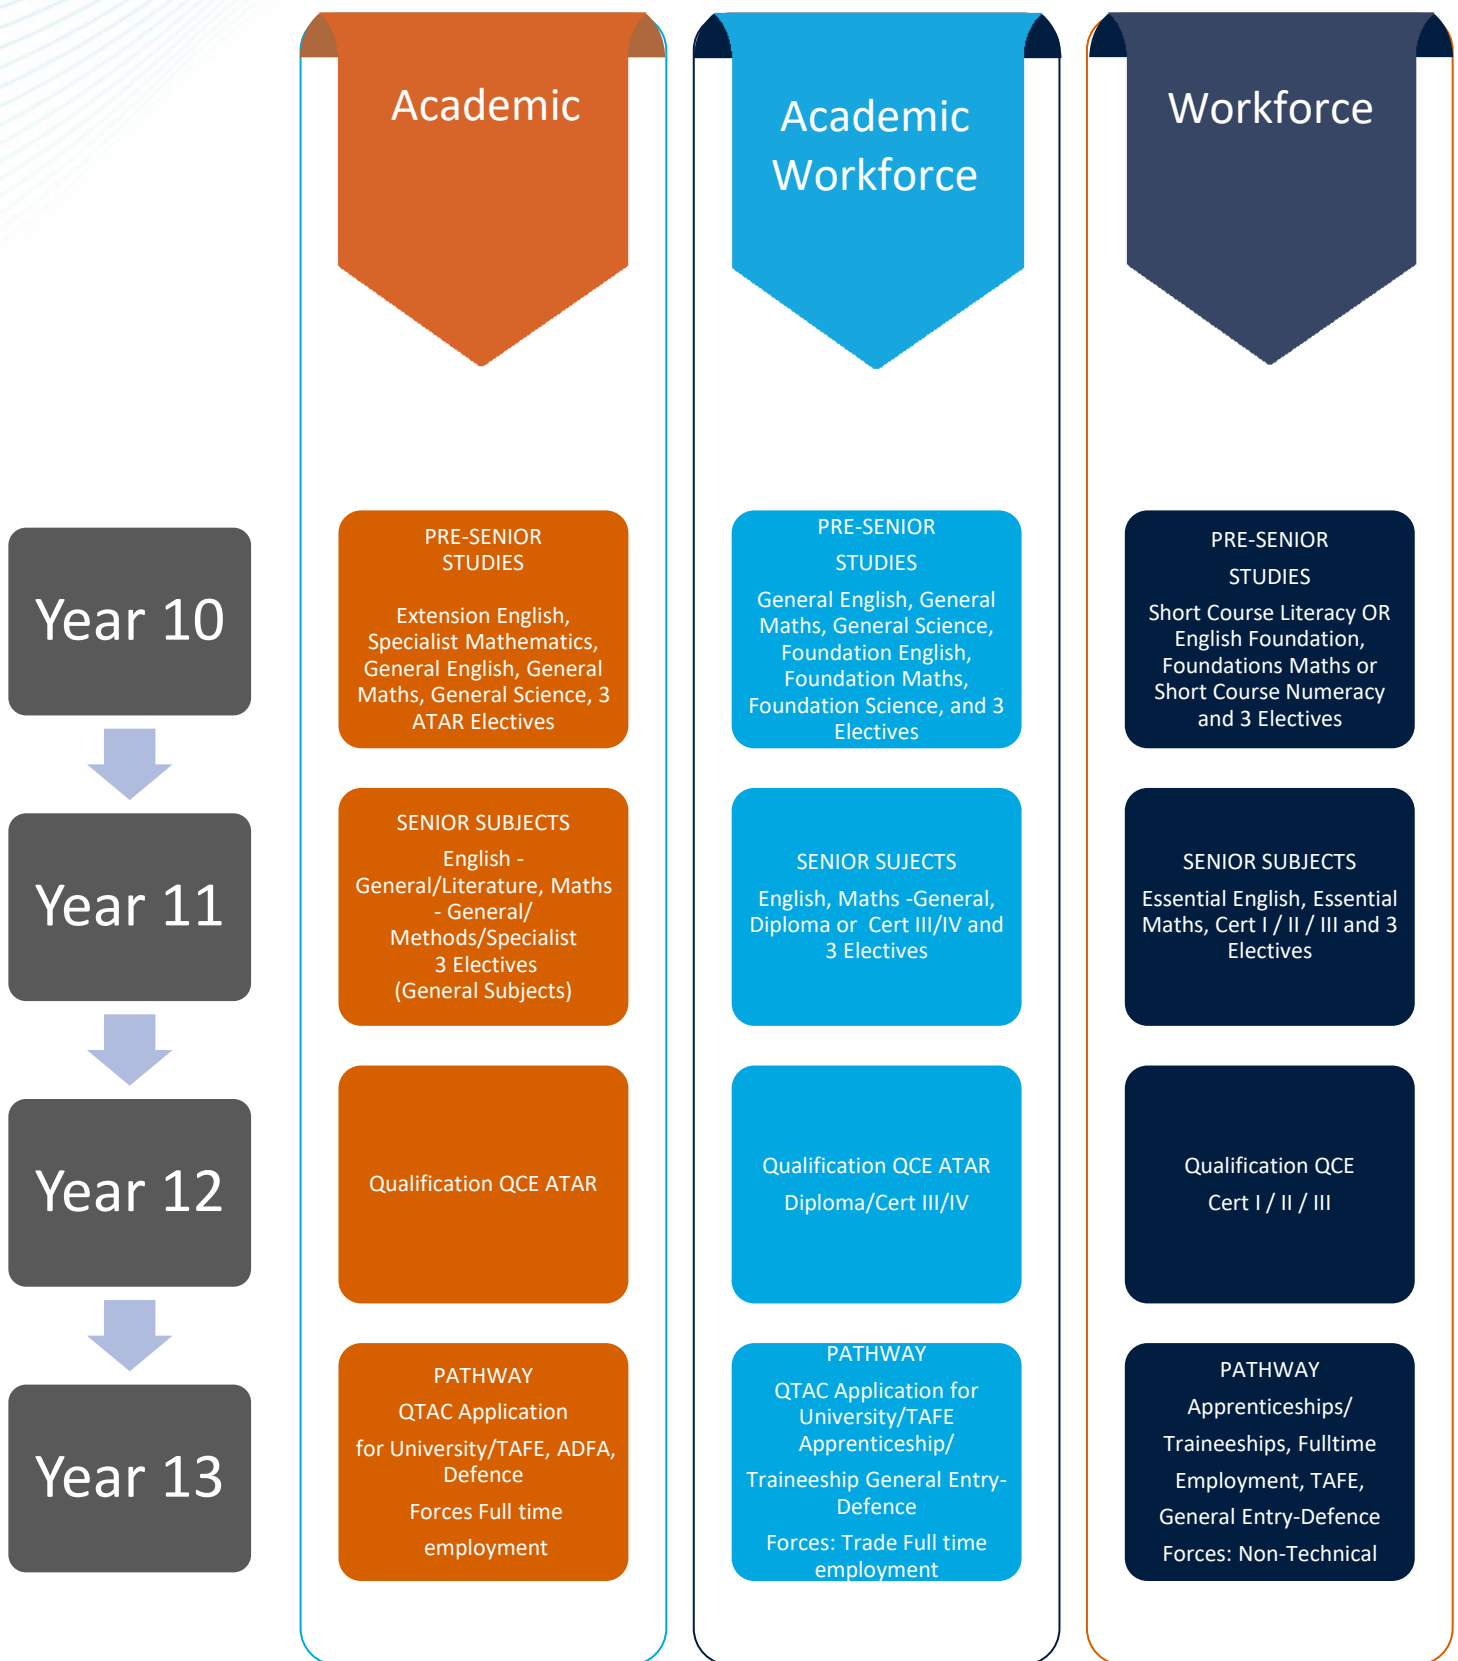 Academic
Academic
Workforce
Workforce
Year 10
PRE-SENIOR
STUDIES
Extension English,
Specialist Mathematics,
General English, General
Maths, General Science, 3
ATAR Electives
PRE-SENIOR
STUDIES
General English, General
Maths, General Science,
Foundation English,
Foundation Maths,
Foundation Science, and 3
Electives
PRE-SENIOR
STUDIES
Short Course Literacy OR
English Foundation,
Foundations Maths or
Short Course Numeracy
and 3 Electives
Year 11
SENIOR SUBJECTS
English -
General/Literature, Maths
- General/
Methods/Specialist
3 Electives
(General Subjects)
SENIOR SUJECTS
English, Maths -General,
Diploma or Cert III/IV and
3 Electives
SENIOR SUBJECTS
Essential English, Essential
Maths, Cert I / II / III and 3
Electives
Year 12
Qualification QCE ATAR
Qualification QCE ATAR
Diploma/Cert III/IV
Qualification QCE
Cert I / II / III
Year 13
PATHWAY
QTAC Application
for University/TAFE, ADFA,
Defence
Forces Full time
employment
PATHWAY
QTAC Application for
University/TAFE
Apprenticeship/
Traineeship General Entry-
Defence
Forces: Trade Full time
employment
PATHWAY
Apprenticeships/
Traineeships, Fulltime
Employment, TAFE,
General Entry-Defence
Forces: Non-Technical